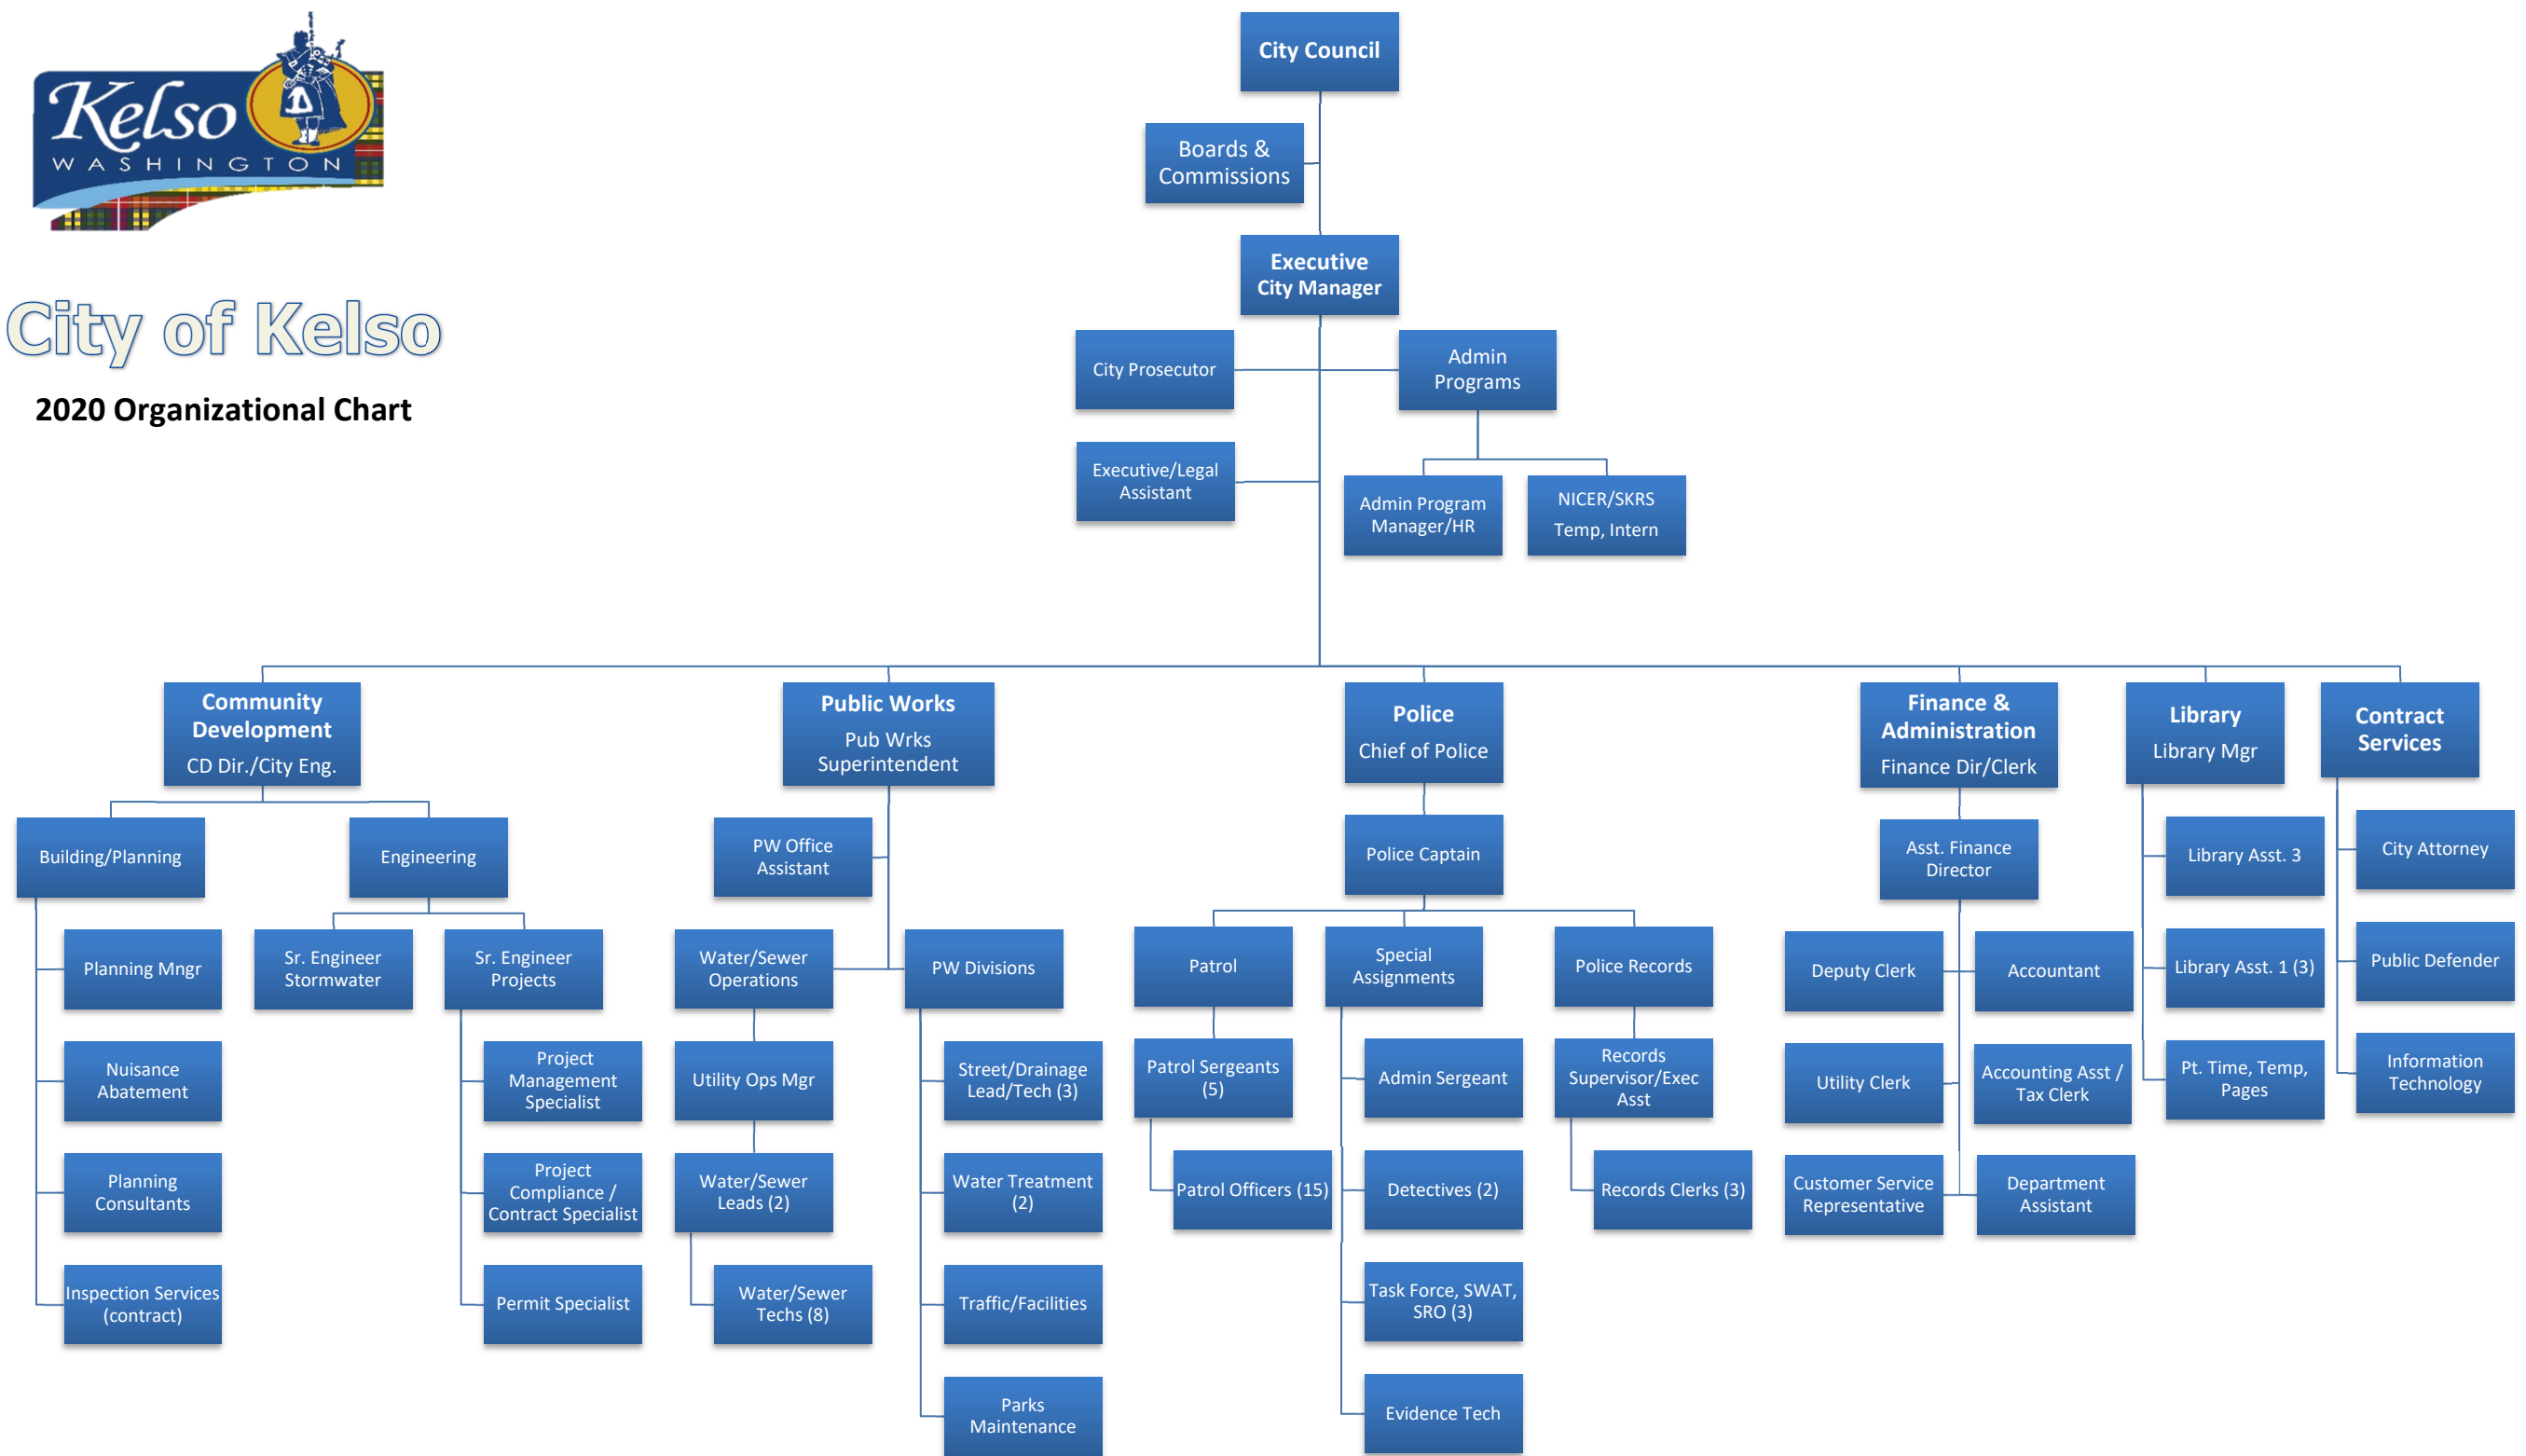 Kelso
WASHINGTON
City of Kelso
2020 Organizational Chart
City Council
Boards &
Commissions
Executive
City Manager
City Prosecutor
Admin
Programs
Executive/Legal
Assistant
Admin Program
Manager/HR
NICER/SKRS
Temp, Intern
Community
Development
CD Dir./City Eng.
Building/Planning
Planning Mngr
Nuisance
Abatement
Planning
Consultants
Inspection Services
(contract)
Engineering
Sr. Engineer
Stormwater
Sr. Engineer
Projects
Project
Management
Specialist
Project
Compliance /
Contract Specialist
Permit Specialist
Public Works
Pub Wrks
Superintendent
PW Office
Assistant
Water/Sewer
Operations
Utility Ops Mgr
Water/Sewer
Leads (2)
Water/Sewer
Techs (8)
PW Divisions
Street/Drainage
Lead/Tech (3)
Water Treatment
(2)
Traffic/Facilities
Parks
Maintenance
Police
Chief of Police
Police Captain
Patrol
Patrol Sergeants
(5)
Patrol Officers (15)
Special
Assignments
Admin Sergeant
Detectives (2)
Task Force, SWAT,
SRO (3)
Evidence Tech
Police Records
Records
Supervisor/Exec
Asst
Records Clerks (3)
Finance &
Administration
Finance Dir/Clerk
Asst. Finance
Director
Deputy Clerk
Accountant
Utility Clerk
Accounting Asst /
Tax Clerk
Customer Service
Representative
Department
Assistant
Library
Library Mgr
Library Asst. 3
Library Asst. 1 (3)
Pt. Time, Temp,
Pages
Contract
Services
City Attorney
Public Defender
Information
Technology